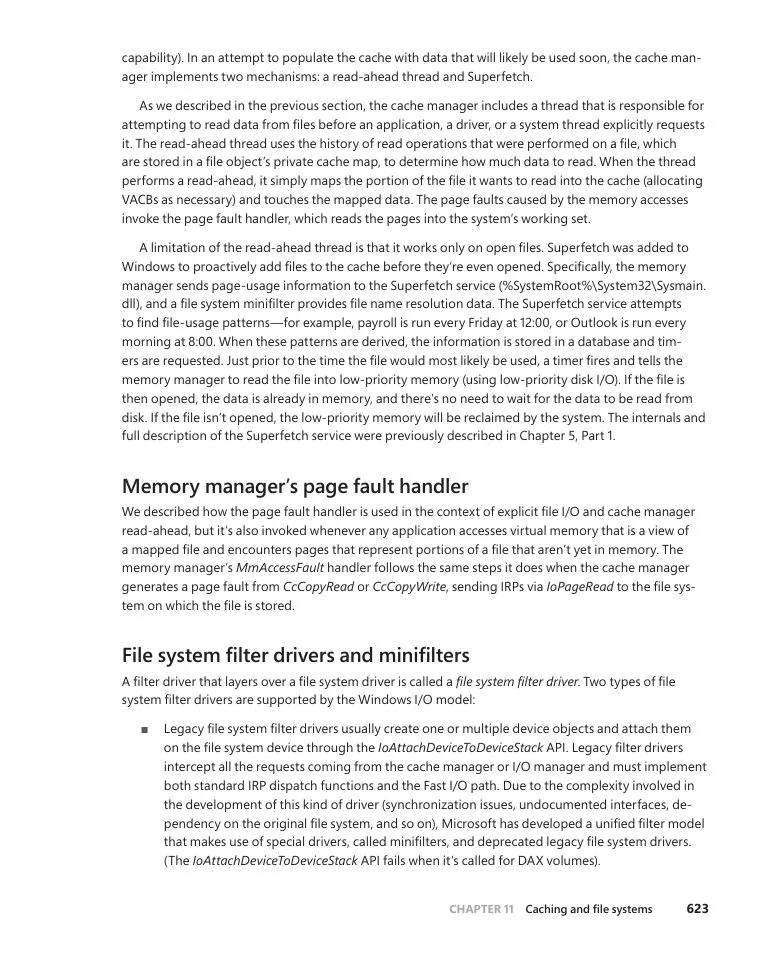 capability). In an attempt to populate the cache with data that will likely be used soon, the cache man-
ager implements two mechanisms: a read-ahead thread and Superfetch.
As we described in the previous section, the cache manager includes a thread that is responsible for
attempting to read data from files before an application, a driver, or a system thread explicitly requests
it. The read-ahead thread uses the history of read operations that were performed on a file, which
are stored in a file object’s private cache map, to determine how much data to read. When the thread
performs a read-ahead, it simply maps the portion of the file it wants to read into the cache (allocating
VACBs as necessary) and touches the mapped data. The page faults caused by the memory accesses
invoke the page fault handler, which reads the pages into the system’s working set.
A limitation of the read-ahead thread is that it works only on open files. Superfetch was added to
Windows to proactively add files to the cache before they’re even opened. Specifically, the memory
manager sends page-usage information to the Superfetch service (%SystemRoot%\System32\Sysmain.
dll), and a file system minifilter provides file name resolution data. The Superfetch service attempts
to find file-usage patterns—for example, payroll is run every Friday at 12:00, or Outlook is run every
morning at 8:00. When these patterns are derived, the information is stored in a database and tim-
ers are requested. Just prior to the time the file would most likely be used, a timer fires and tells the
memory manager to read the file into low-priority memory (using low-priority disk I/O). If the file is
then opened, the data is already in memory, and there’s no need to wait for the data to be read from
disk. If the file isn’t opened, the low-priority memory will be reclaimed by the system. The internals and
full description of the Superfetch service were previously described in Chapter 5, Part 1.
Memory manager’s page fault handler
We described how the page fault handler is used in the context of explicit file I/O and cache manager
read-ahead, but it’s also invoked whenever any application accesses virtual memory that is a view of
a mapped file and encounters pages that represent portions of a file that aren’t yet in memory. The
memory manager’s MmAccessFault handler follows the same steps it does when the cache manager
generates a page fault from CcCopyRead or CcCopyWrite, sending IRPs via IoPageRead to the file sys-
tem on which the file is stored.
File system filter drivers and minifilters
A filter driver that layers over a file system driver is called a file system filter driver. Two types of file
system filter drivers are supported by the Windows I/O model:
■ Legacy file system filter drivers usually create one or multiple device objects and attach them
on the file system device through the IoAttachDeviceToDeviceStack API. Legacy filter drivers
intercept all the requests coming from the cache manager or I/O manager and must implement
both standard IRP dispatch functions and the Fast I/O path. Due to the complexity involved in
the development of this kind of driver (synchronization issues, undocumented interfaces, de-
pendency on the original file system, and so on), Microsoft has developed a unified filter model
that makes use of special drivers, called minifilters, and deprecated legacy file system drivers.
(The IoAttachDeviceToDeviceStack API fails when it’s called for DAX volumes).
CHAPTER 11 Caching and file systems 623